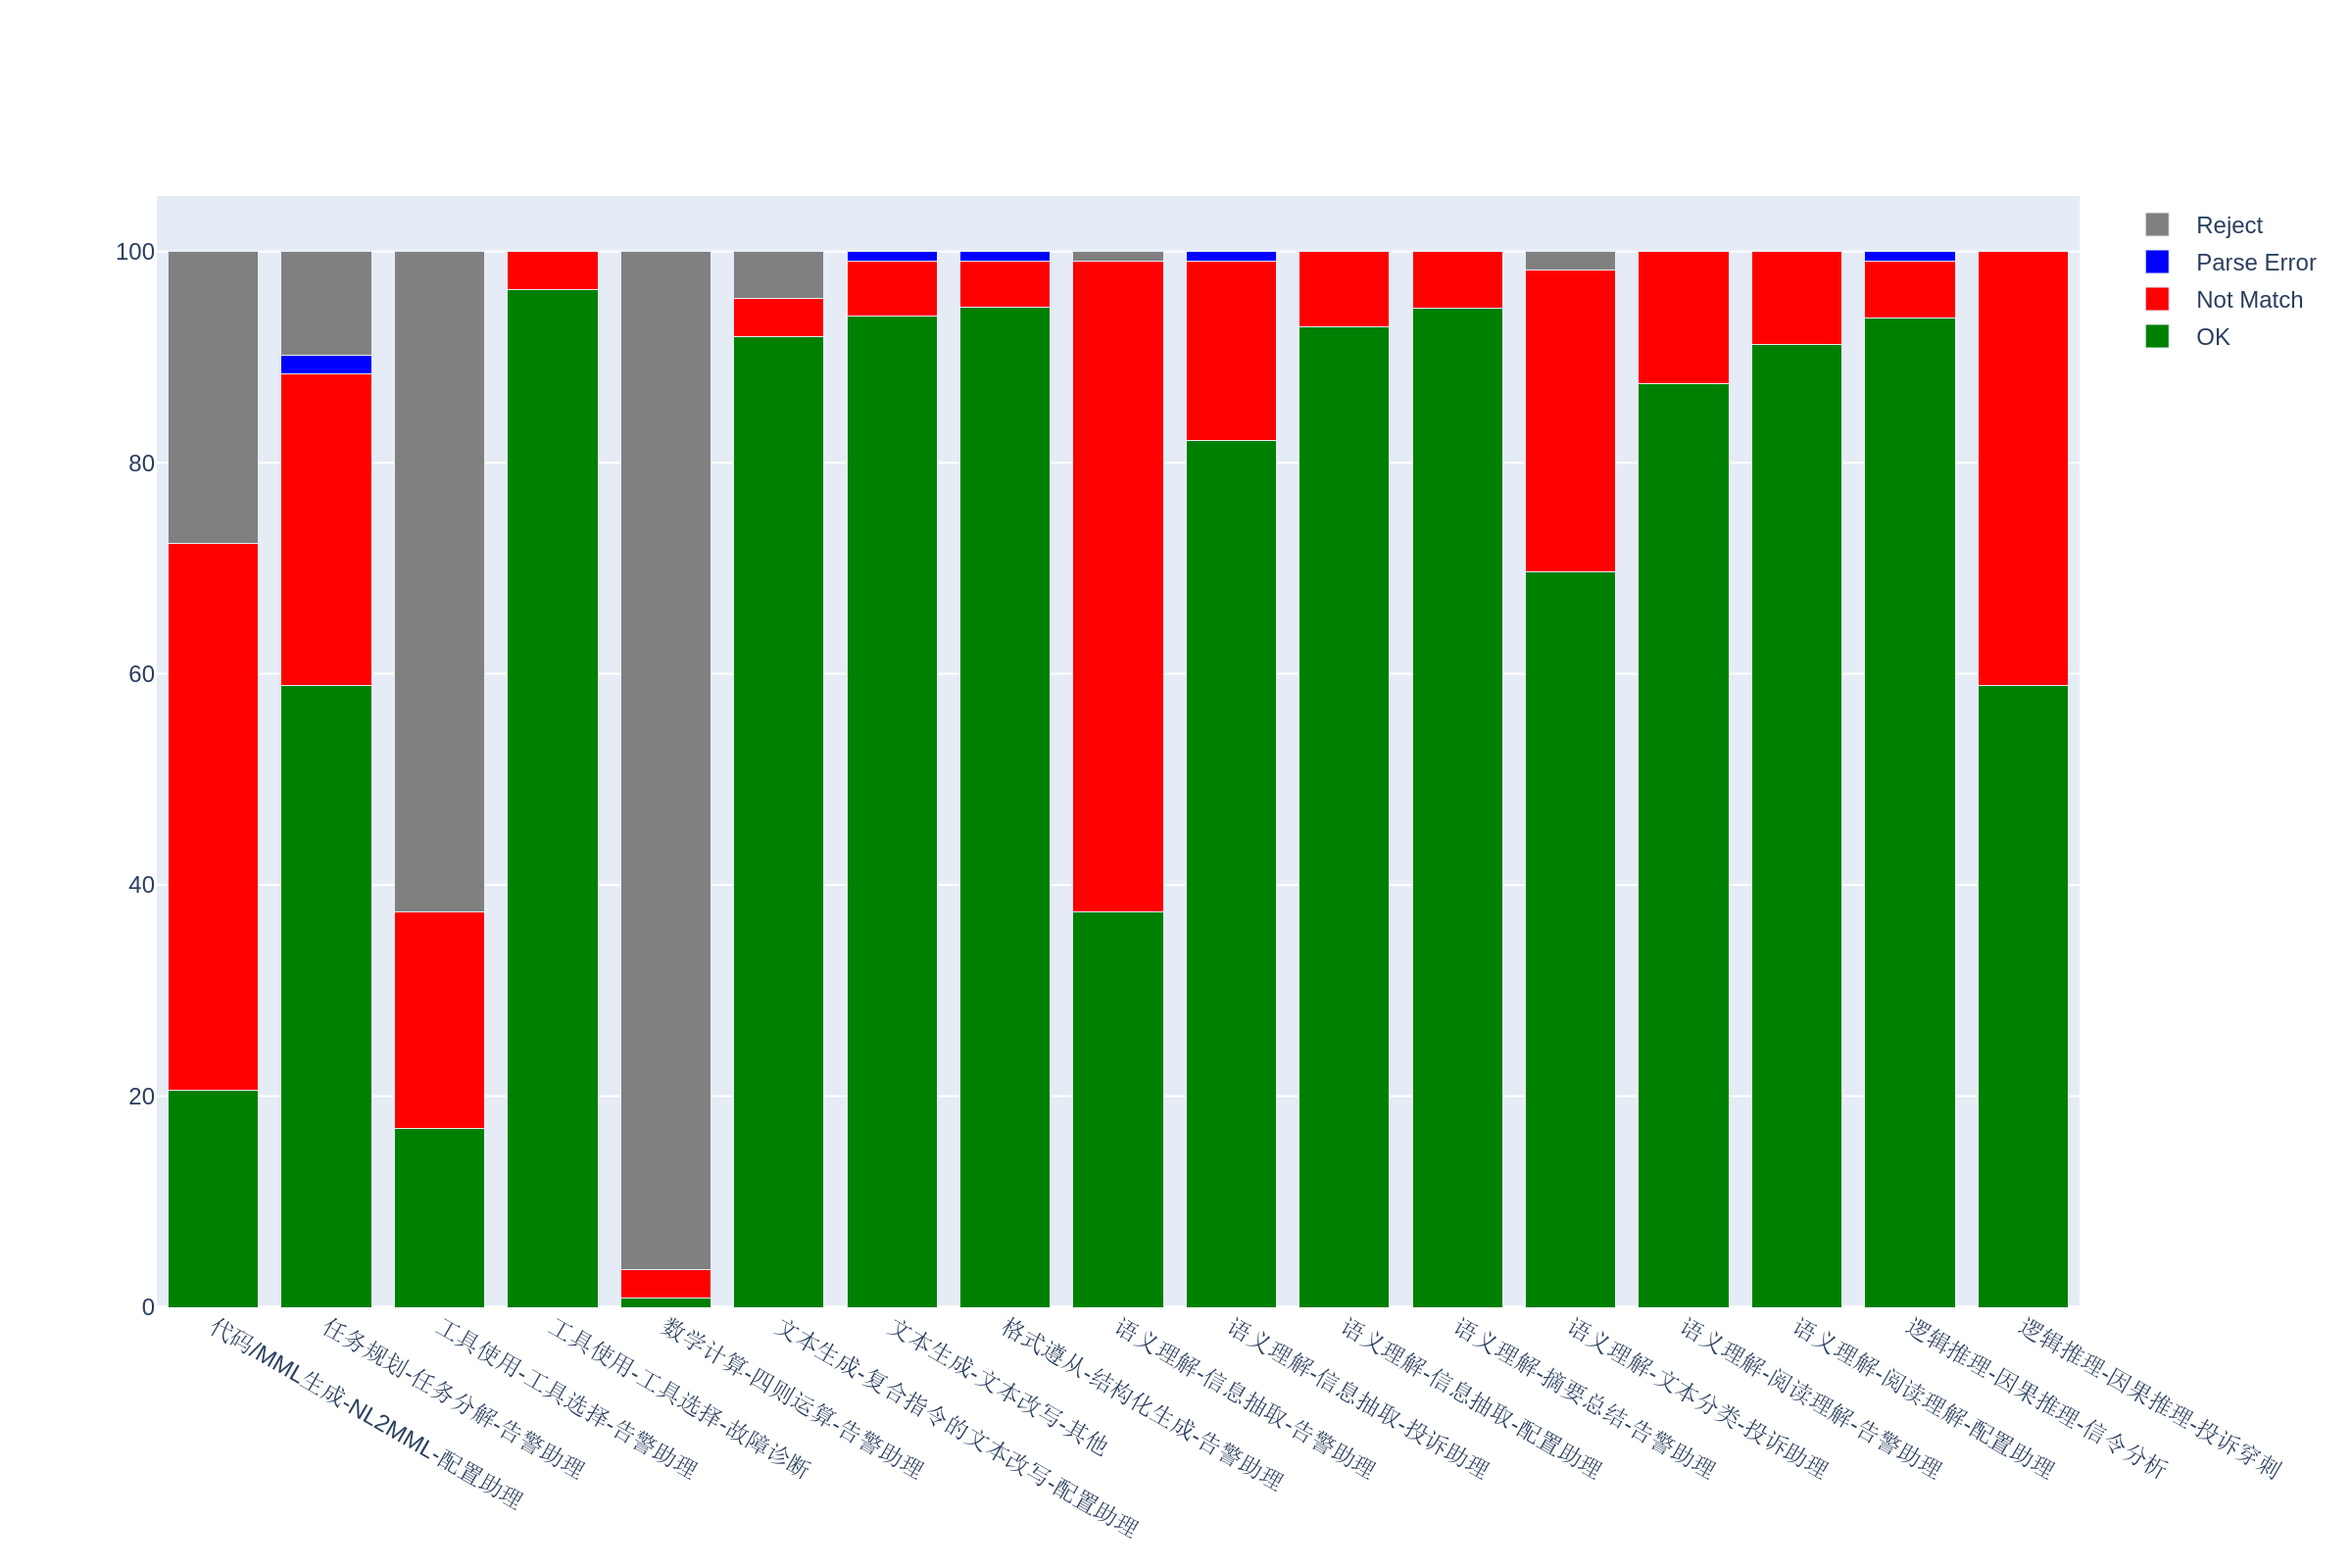 100
80
60
40
20
0
Reject
Parse Error
Not Match
OK
代码/MML生成-NL2MML-配置助理
任务规划-任务分解-告警助理
工具使用-工具选择-告警助理
工具使用-工具选择-故障诊断
数学计算-四则运算-告警助理
文本生成-复合指令的文本改写-配置助理
文本生成-文本改写-其他
格式遵从-结构化生成-告警助理
语义理解-信息抽取-告警助理
语义理解-信息抽取-投诉助理
语义理解-信息抽取-配置助理
语义理解-摘要总结-告警助理
语义理解-文本分类-投诉助理
语义理解-阅读理解-告警助理
语义理解-阅读理解-配置助理
逻辑推理-因果推理-信令分析
逻辑推理-因果推理-投诉穿刺